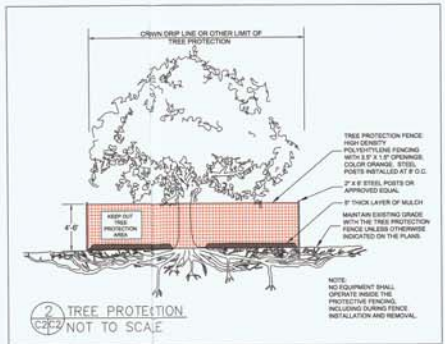 CROWN DRIP LINE OR OTHER LIMIT OF
TREE PROTECTION
TREE PROTECTION FENCE:
HIGH DENSITY
POLYEHTYLENE FENCING
WITH 3.5" X 1.5" OPENINGS;
COLOR ORANGE. STEEL
POSTS INSTALLED AT 8' O.C.
2" X 6' STEEL POSTS OR
APPROVED EQUAL
5" THICK LAYER OF MULCH
MAINTAIN EXISTING GRADE
WITH THE TREE PROTECTION
FENCE UNLESS OTHERWISE
INDICATED ON THE PLANS.
4'-6"
KEEP OUT
TREE
PROTECTION
AREA
NOTE:
NO EQUIPMENT SHALL
OPERATE INSIDE THE
PROTECTIVE FENCING,
INCLUDING DURING FENCE
INSTALLATION AND REMOVAL.
2 TREE PROTECTION
C2 C2 NOT TO SCALE